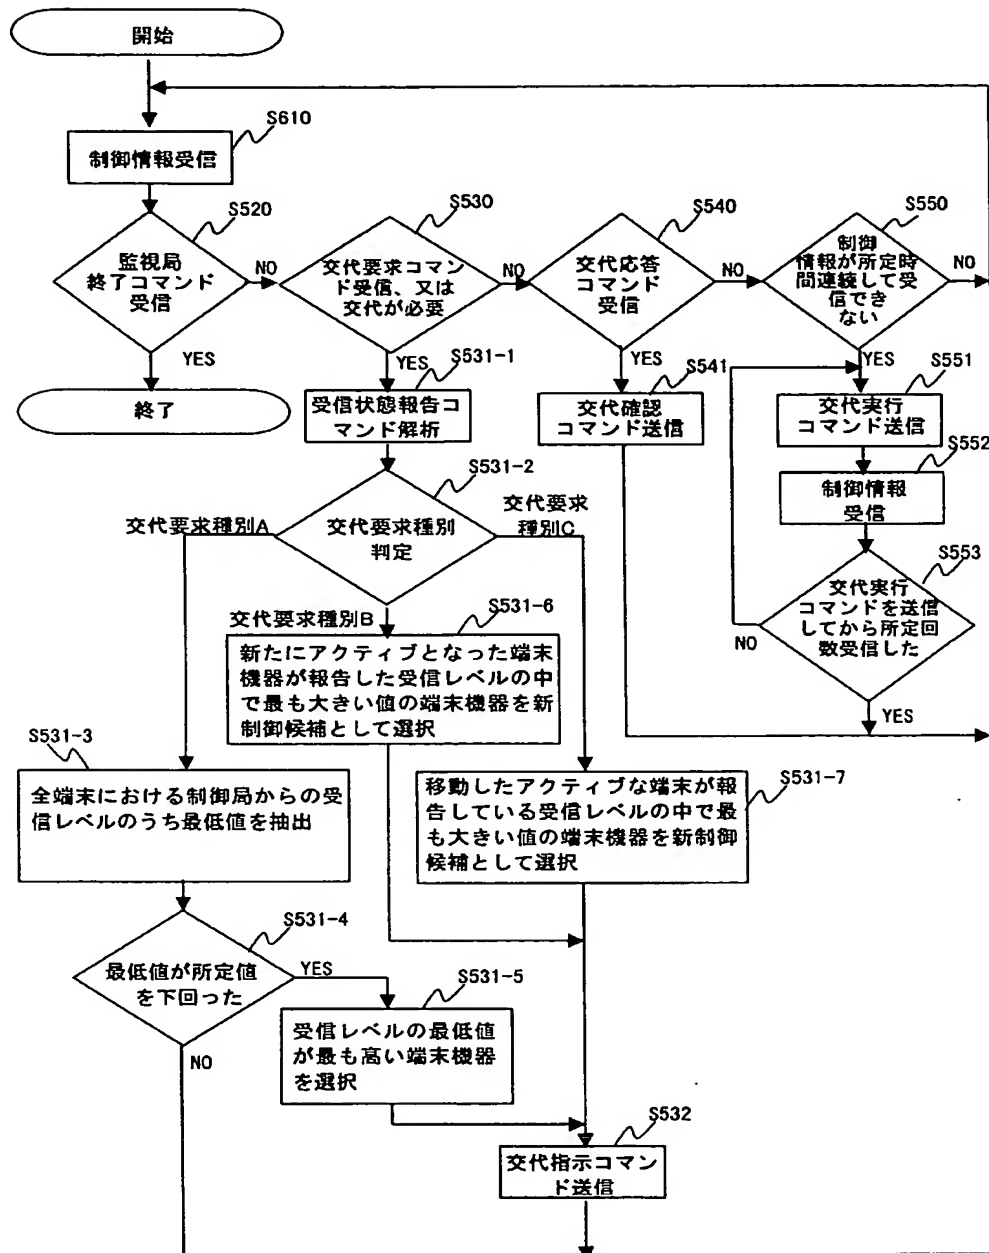 開始
S610
制御情報受信
S520
監視局
終了コマンド
受信
NO
YES
終了
S530
交代要求コマン
ド受信、又は
交代が必要
NO
YES
S540
交代応答
コマンド
受信
NO
YES
S550
制御
情報が所定時
間連続して受
信でき
ない
NO
YES
S531-1
受信状態報告コ
マンド解析
S541
交代確認
コマンド送信
S551
交代実行
コマンド送信
S552
制御情報
受信
S553
交代実行
コマンドを送信
してから所定回
数受信した
NO
YES
S531-2
交代要求種別
判定
交代要求種別A
交代要求
種別C
交代要求種別B
S531-6
新たにアクティブとなった端末
機器が報告した受信レベルの中
で最も大きい値の端末機器を新
制御候補として選択
S531-3
全端末における制御局からの受
信レベルのうち最低値を抽出
S531-7
移動したアクティブな端末が報
告している受信レベルの中で最
も大きい値の端末機器を新制御
候補として選択
S531-4
最低値が所定値
を下回った
YES
NO
S531-5
受信レベルの最低値
が最も高い端末機器
を選択
S532
交代指示コマン
ド送信